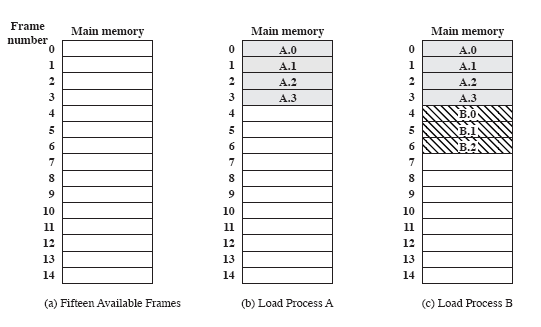 Frame
number
Main memory
0
1
2
3
4
5
6
7
8
9
10
11
12
13
14
(a) Fifteen Available Frames
Main memory
0 A.0
1 A.1
2 A.2
3 A.3
4
5
6
7
8
9
10
11
12
13
14
(b) Load Process A
Main memory
0 A.0
1 A.1
2 A.2
3 A.3
4 B.0
5 B.1
6 B.2
7
8
9
10
11
12
13
14
(c) Load Process B